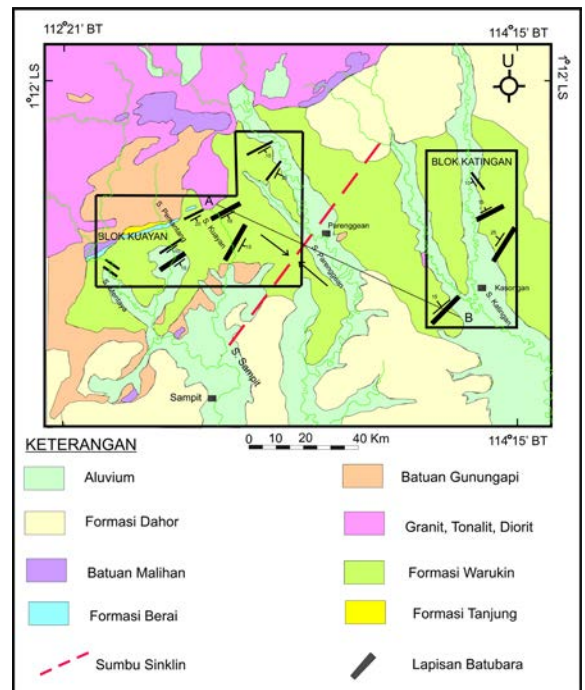 112°21' BT
114°15' BT
1°12' LS
1°12' LS
U
BLOK KATINGAN
A
BLOK KUAYAN
S. Kuayan
Parenggean
S. Parenggean
S. Mentaya
Kasongan
S. Katingan
B
S. Sampit
Sampit
KETERANGAN
0 10 20 40 Km
114°15' BT
Aluvium
Batuan Gunungapi
Formasi Dahor
Granit, Tonalit, Diorit
Batuan Malihan
Formasi Warukin
Formasi Berai
Formasi Tanjung
Sumbu Sinklin
Lapisan Batubara